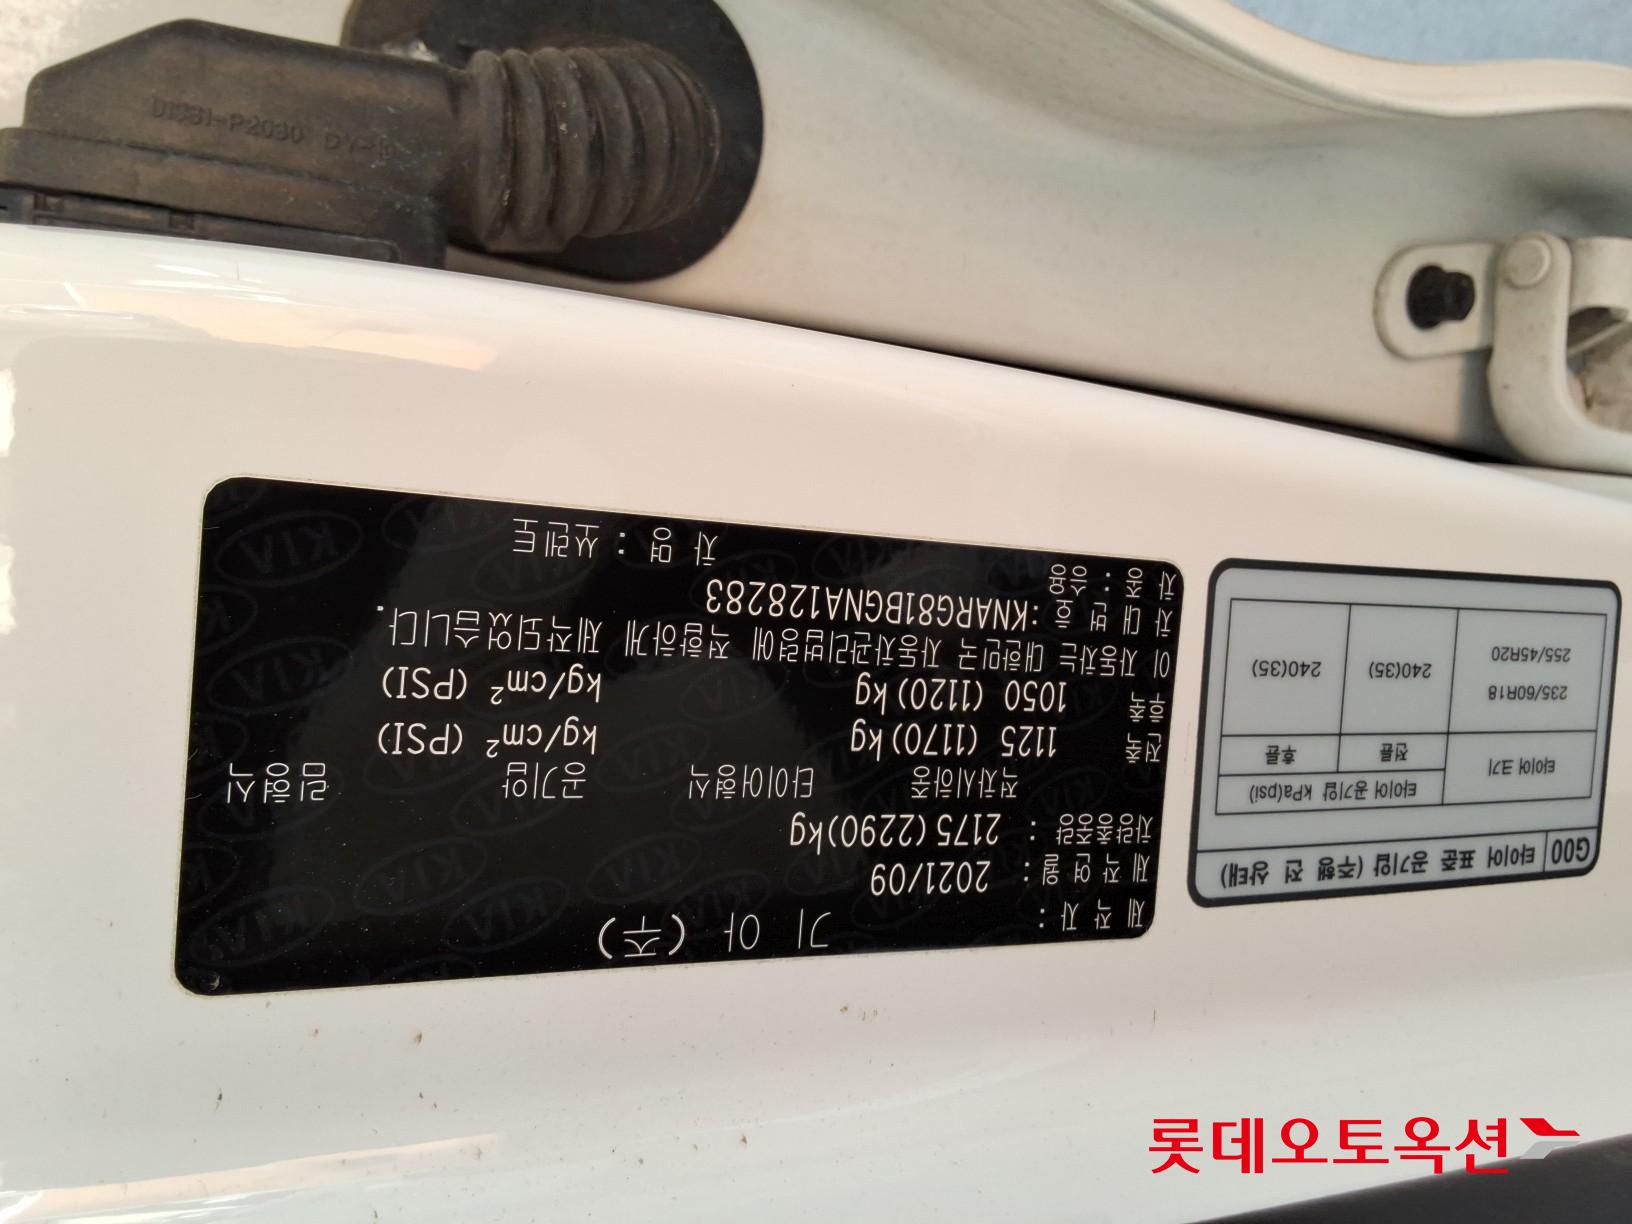 D1981-P2030 DY-B
제 작 자 : 기 아 (주)
제 작 연 월 : 2021/09
차량총중량 : 2175 (2290)kg
적차시하중 타이어형식 공기압 림형식
전축 1125 (1170)kg kg/cm² (PSI)
후축 1050 (1120)kg kg/cm² (PSI)
이 자동차는 대한민국 자동차관리법령에 적합하게 제작되었습니다.
차 대 번 호 :KNARG81BGNA128283
차 종 : 승용 차 명 : 쏘렌토
G00 타이어 표준 공기압 (주행 전 상태)
타이어 크기 타이어 공기압 kPa(psi)
전륜 후륜
235/60R18
255/45R20
240(35) 240(35)
KIA
롯데오토옥션